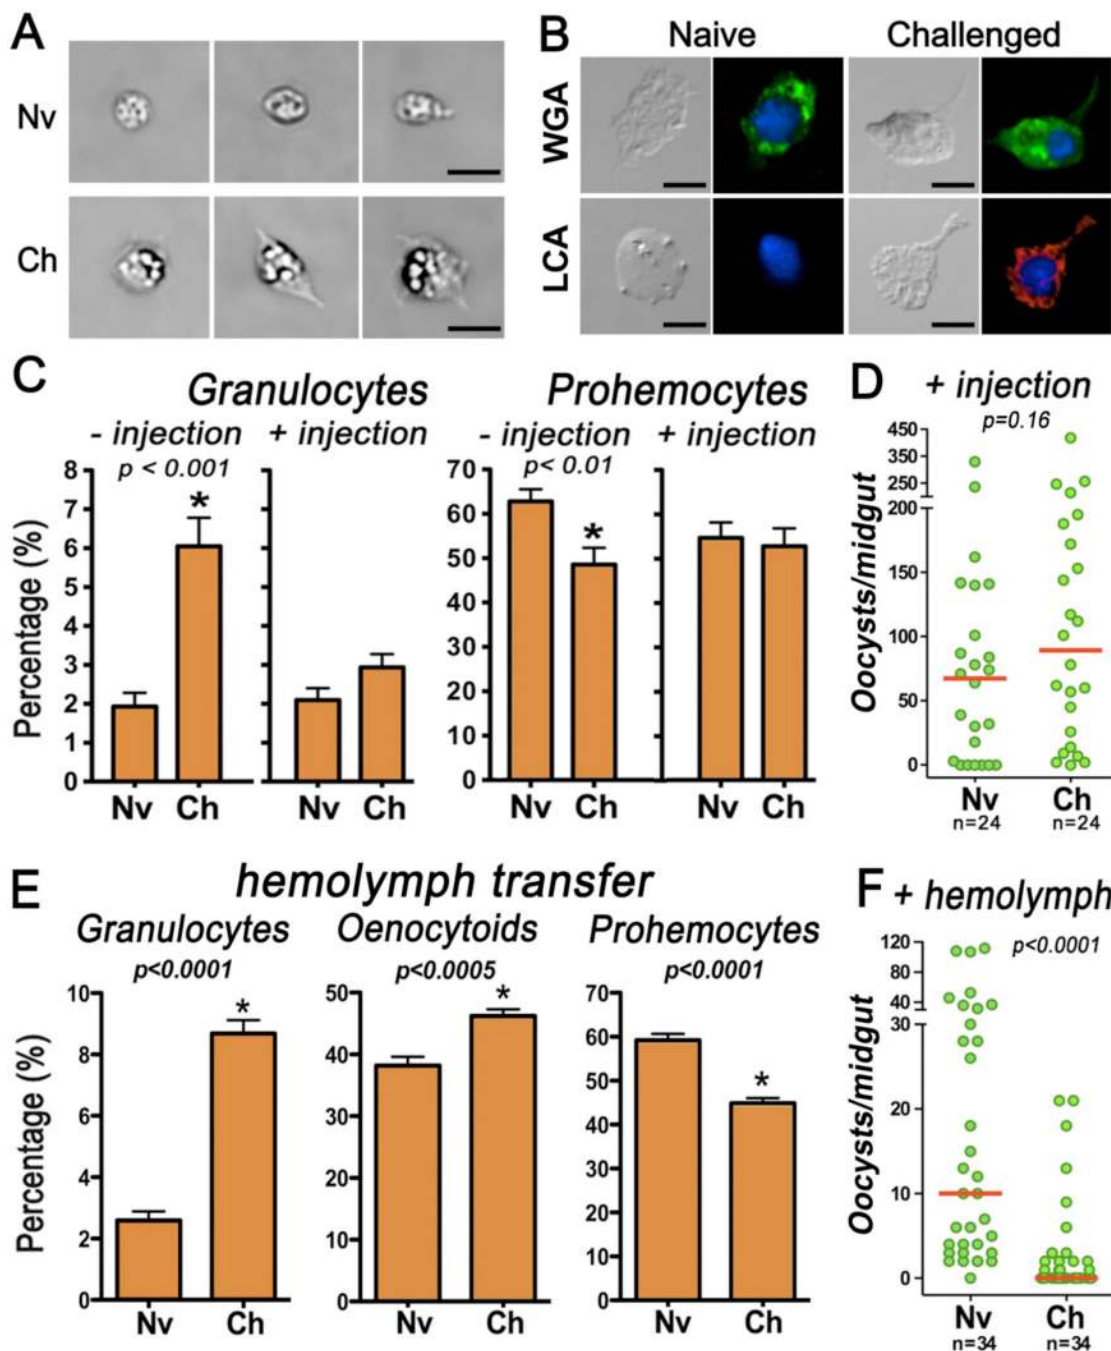 A
Nv
Ch
B
Naive Challenged
WGA
LCA
C
Granulocytes
- injection + injection
p < 0.001
Percentage (%)
8
7
6
5
4
3
2
1
0
*
Nv Ch Nv Ch
Prohemocytes
- injection + injection
p< 0.01
70
60
50
40
30
20
10
0
*
Nv Ch Nv Ch
D + injection
p=0.16
Oocysts/midgut
450
350
250
200
150
100
50
0
Nv Ch
n=24 n=24
E
hemolymph transfer
Granulocytes Oenocytoids Prohemocytes
p<0.0001 p<0.0005 p<0.0001
Percentage (%)
10
8
6
4
2
0
*
Nv Ch
50
40
30
20
10
0
*
Nv Ch
70
60
50
40
30
20
10
0
*
Nv Ch
F + hemolymph
p<0.0001
Oocysts/midgut
120
80
40
30
20
10
0
Nv Ch
n=34 n=34